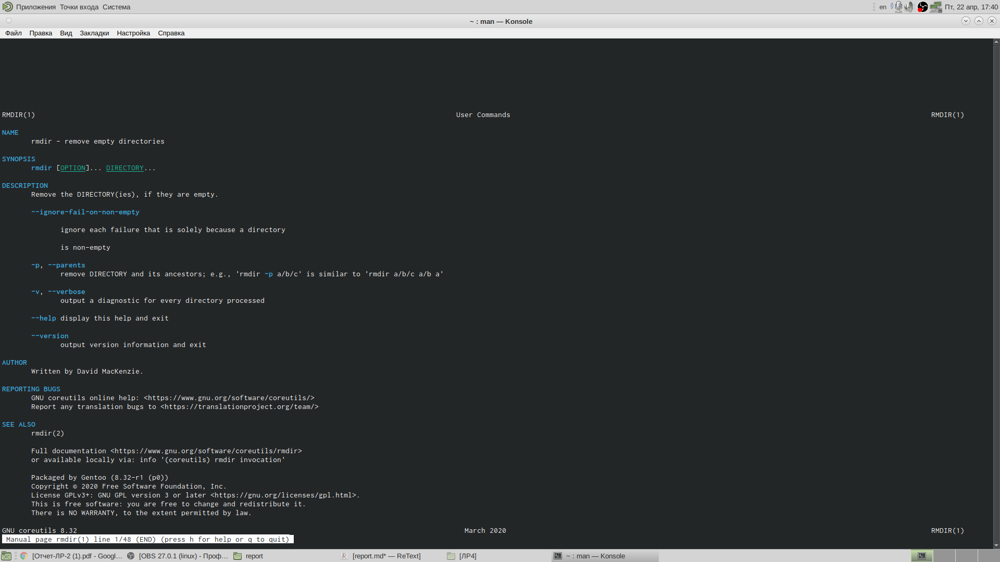 Приложения Точки входа Система en Пт, 22 апр, 17:40
~ : man — Konsole
Файл Правка Вид Закладки Настройка Справка
RMDIR(1) User Commands RMDIR(1)
NAME
rmdir - remove empty directories
SYNOPSIS
rmdir [OPTION]... DIRECTORY...
DESCRIPTION
Remove the DIRECTORY(ies), if they are empty.
--ignore-fail-on-non-empty
ignore each failure that is solely because a directory
is non-empty
-p, --parents
remove DIRECTORY and its ancestors; e.g., 'rmdir -p a/b/c' is similar to 'rmdir a/b/c a/b a'
-v, --verbose
output a diagnostic for every directory processed
--help display this help and exit
--version
output version information and exit
AUTHOR
Written by David MacKenzie.
REPORTING BUGS
GNU coreutils online help: <https://www.gnu.org/software/coreutils/>
Report any translation bugs to <https://translationproject.org/team/>
SEE ALSO
rmdir(2)
Full documentation <https://www.gnu.org/software/coreutils/rmdir>
or available locally via: info '(coreutils) rmdir invocation'
Packaged by Gentoo (8.32-r1 (p0))
Copyright © 2020 Free Software Foundation, Inc.
License GPLv3+: GNU GPL version 3 or later <https://gnu.org/licenses/gpl.html>.
This is free software: you are free to change and redistribute it.
There is NO WARRANTY, to the extent permitted by law.
GNU coreutils 8.32 March 2020 RMDIR(1)
Manual page rmdir(1) line 1/48 (END) (press h for help or q to quit)
[Отчет-ЛР-2 (1).pdf - Googl... [OBS 27.0.1 (linux) - Проф... report [report.md* — ReText] [ЛР4] ~ : man — Konsole